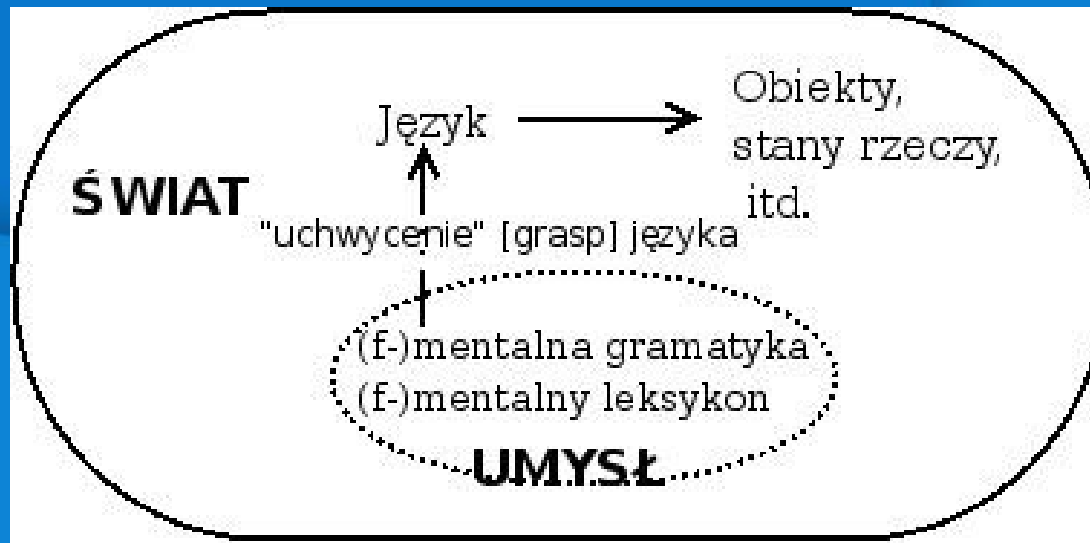 Język
Obiekty,
stany rzeczy,
itd.
ŚWIAT
"uchwycenie" [grasp] języka
(f-)mentalna gramatyka
(f-)mentalny leksykon
UMYSŁ